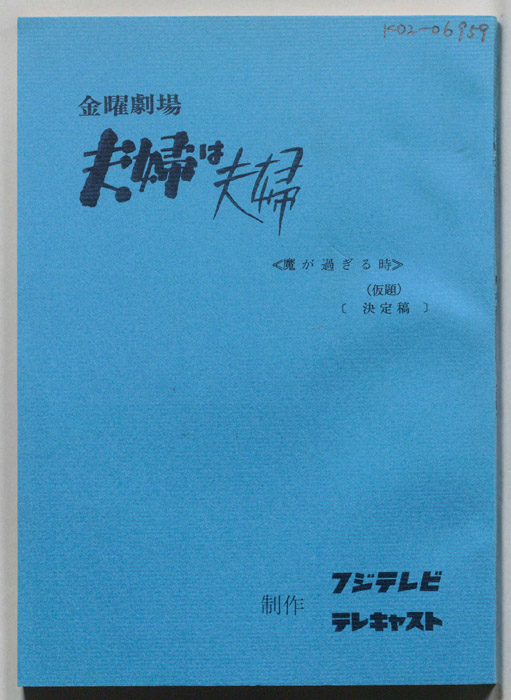 K02-06959
金曜劇場
夫婦は夫婦
≪魔が過ぎる時≫
(仮題)
〔 決定稿 〕
制作
フジテレビ
テレキャスト